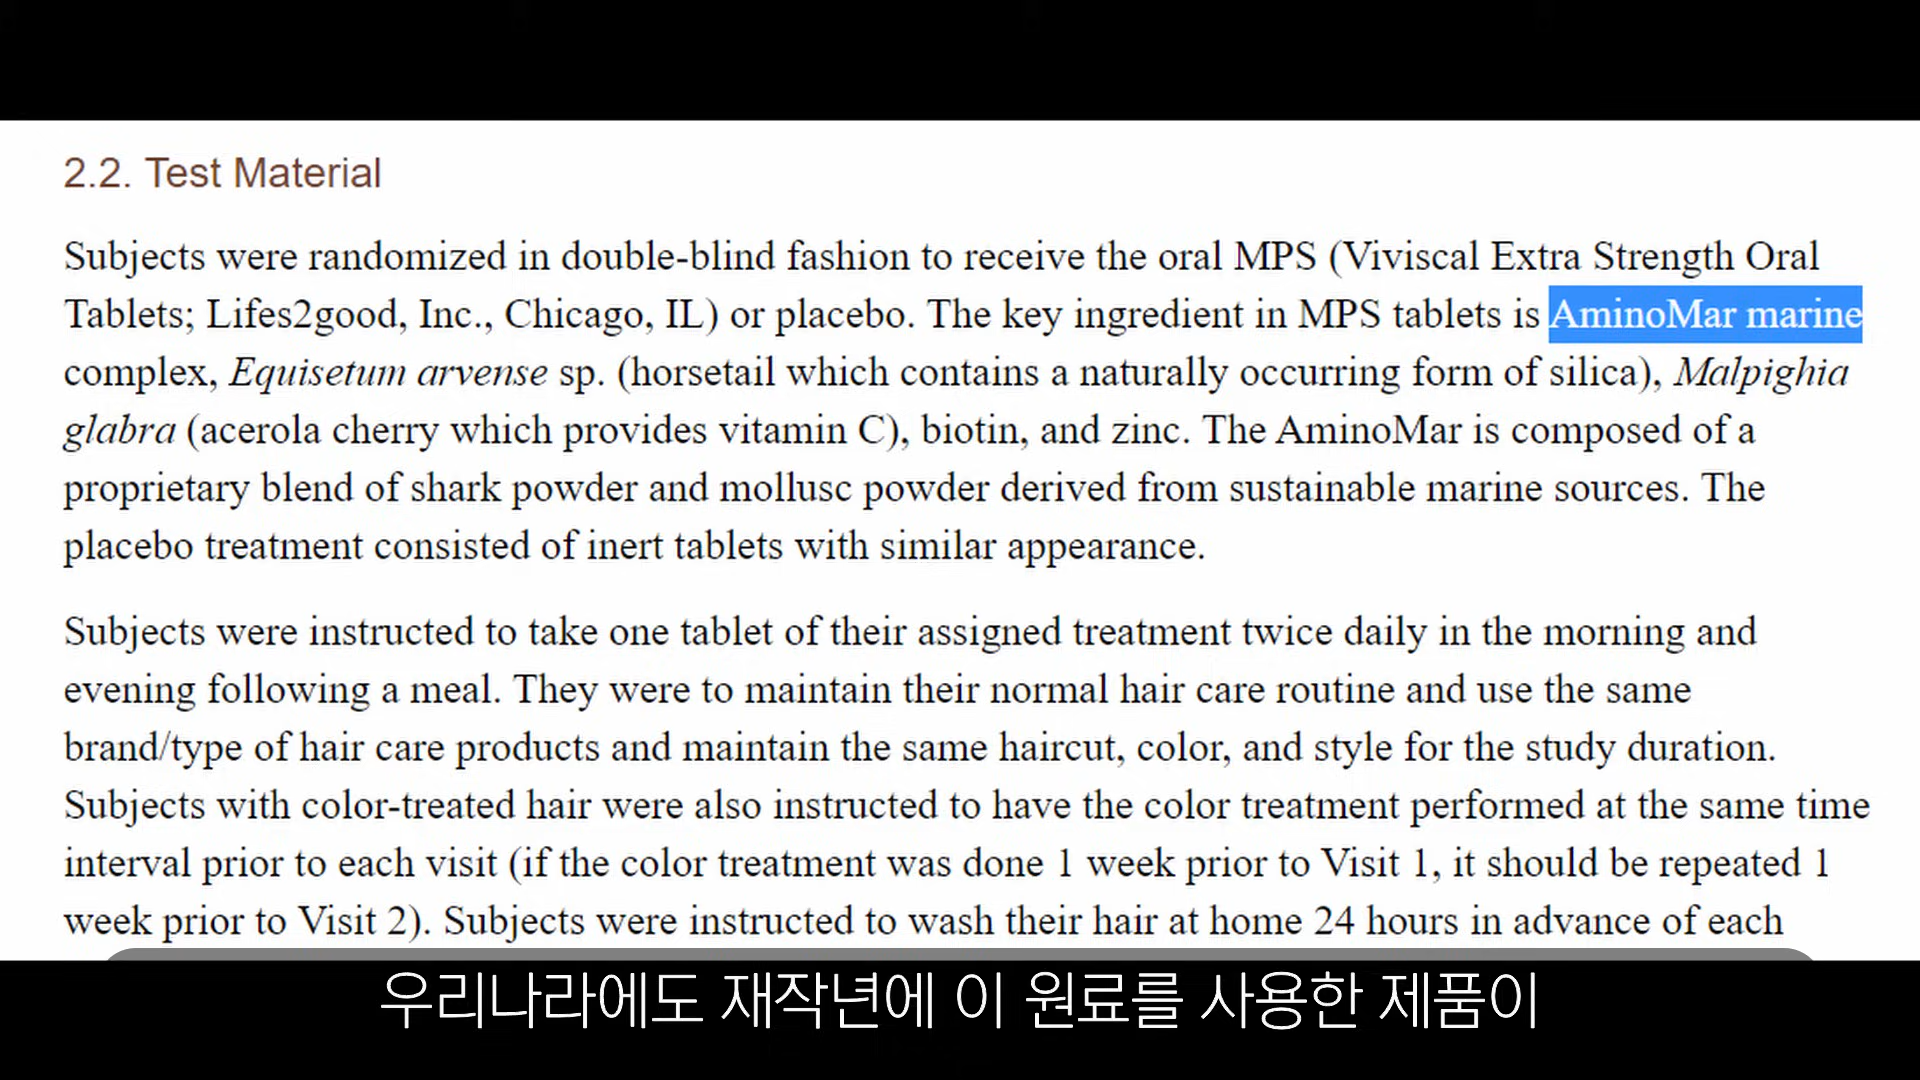 2.2. Test Material
Subjects were randomized in double-blind fashion to receive the oral MPS (Viviscal Extra Strength Oral
Tablets; Lifes2good, Inc., Chicago, IL) or placebo. The key ingredient in MPS tablets is AminoMar marine
complex, Equisetum arvense sp. (horsetail which contains a naturally occurring form of silica), Malpighia
glabra (acerola cherry which provides vitamin C), biotin, and zinc. The AminoMar is composed of a
proprietary blend of shark powder and mollusc powder derived from sustainable marine sources. The
placebo treatment consisted of inert tablets with similar appearance.
Subjects were instructed to take one tablet of their assigned treatment twice daily in the morning and
evening following a meal. They were to maintain their normal hair care routine and use the same
brand/type of hair care products and maintain the same haircut, color, and style for the study duration.
Subjects with color-treated hair were also instructed to have the color treatment performed at the same time
interval prior to each visit (if the color treatment was done 1 week prior to Visit 1, it should be repeated 1
week prior to Visit 2). Subjects were instructed to wash their hair at home 24 hours in advance of each
우리나라에도 재작년에 이 원료를 사용한 제품이